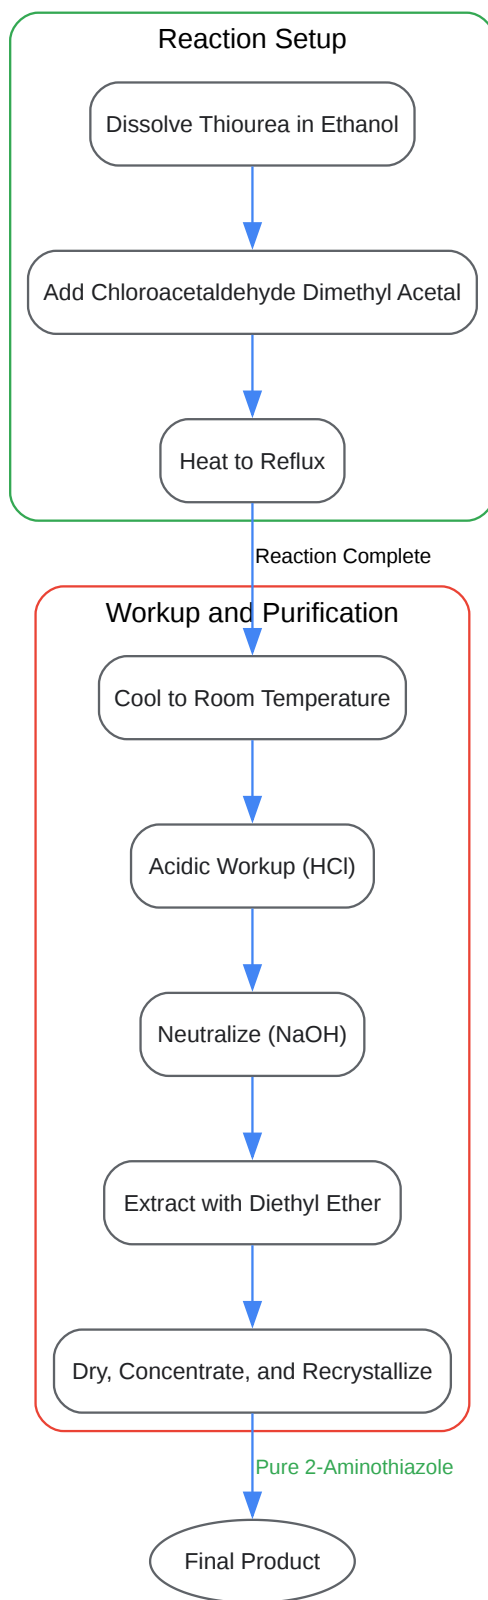 Reaction Setup
Dissolve Thiourea in Ethanol
Add Chloroacetaldehyde Dimethyl Acetal
Heat to Reflux
Reaction Complete
Workup and Purification
Cool to Room Temperature
Acidic Workup (HCl)
Neutralize (NaOH)
Extract with Diethyl Ether
Dry, Concentrate, and Recrystallize
Pure 2-Aminothiazole
Final Product